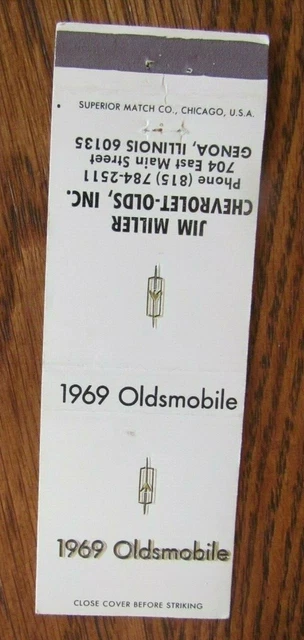 SUPERIOR MATCH CO., CHICAGO, U.S.A.
JIM MILLER
CHEVROLET-OLDS, INC.
Phone (815) 784-2511
704 East Main Street
GENOA, ILLINOIS 60135
1969 Oldsmobile
1969 Oldsmobile
CLOSE COVER BEFORE STRIKING